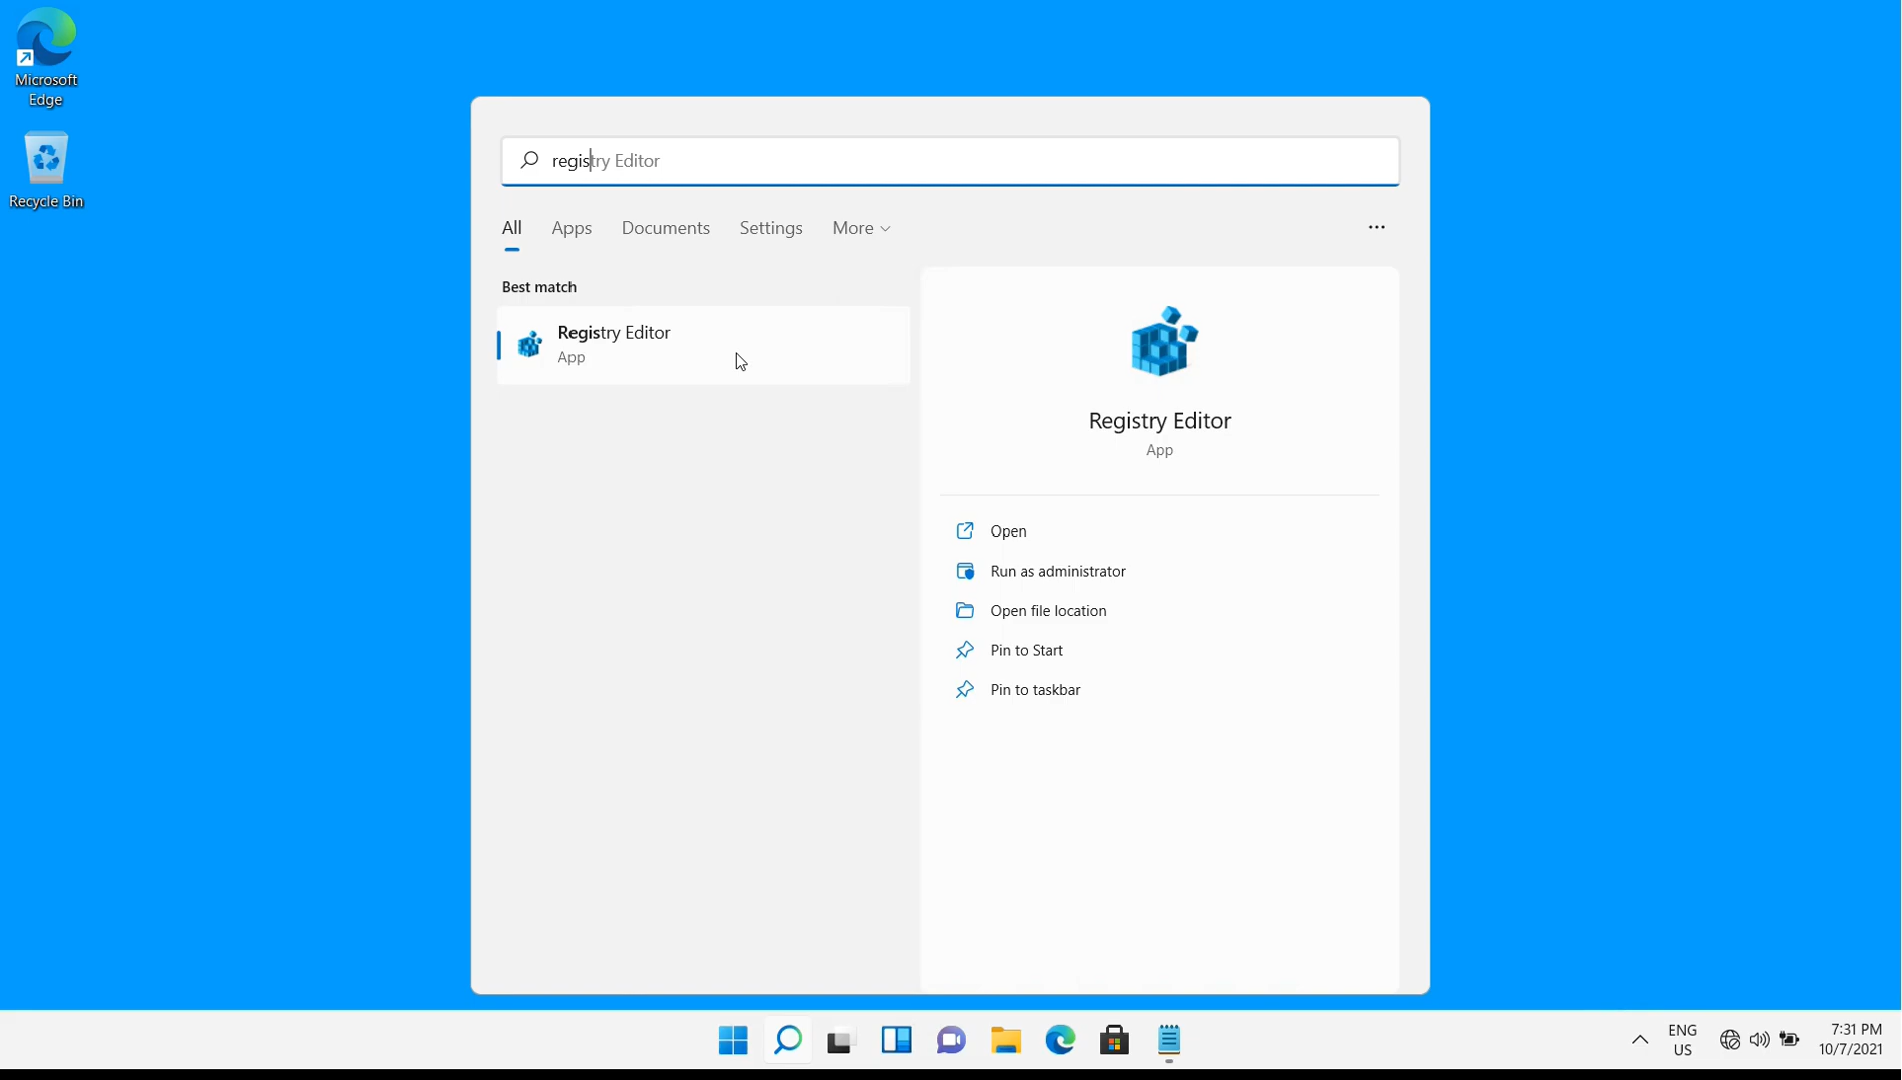 Microsoft
Edge
Recycle Bin
registry Editor
All Apps Documents Settings More
Best match
Registry Editor
App
Registry Editor
App
Open
Run as administrator
Open file location
Pin to Start
Pin to taskbar
ENG
US
7:31 PM
10/7/2021